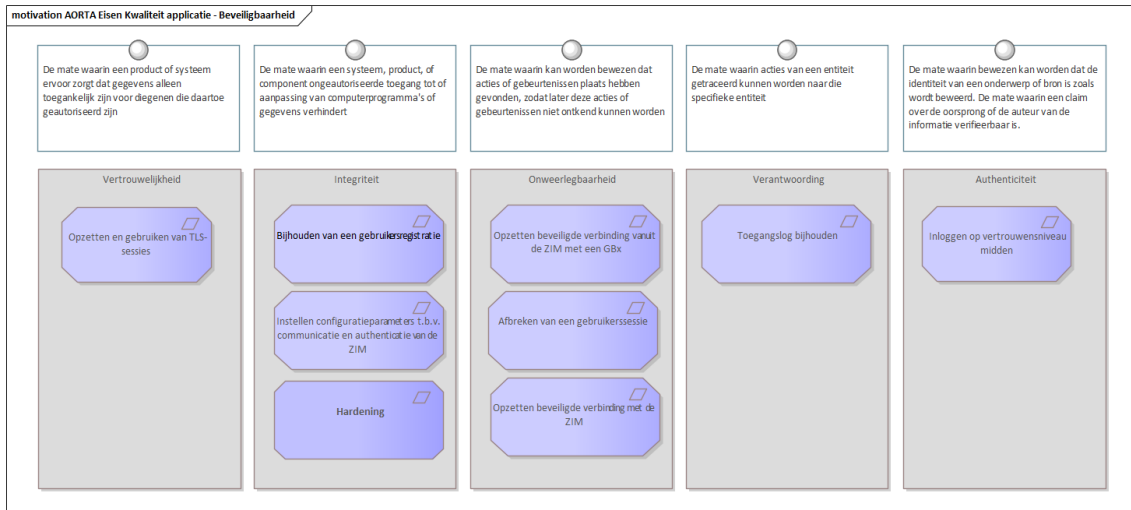 motivation AORTA Eisen Kwaliteit applicatie - Beveiligbaarheid
De mate waarin een product of systeem
ervoor zorgt dat gegevens alleen
toegankelijk zijn voor diegenen die daartoe
geautoriseerd zijn
De mate waarin een systeem, product, of
component ongeautoriseerde toegang tot of
aanpassing van computerprogramma's of
gegevens verhindert
De mate waarin kan worden bewezen dat
acties of gebeurtenissen plaats hebben
gevonden, zodat later deze acties of
gebeurtenissen niet ontkend kunnen worden
De mate waarin acties van een entiteit
getraceerd kunnen worden naar die
specifieke entiteit
De mate waarin bewezen kan worden dat de
identiteit van een onderwerp of bron is zoals
wordt beweerd. De mate waarin een claim
over de oorsprong of de auteur van de
informatie verifieerbaar is.
Vertrouwelijkheid
Opzetten en gebruiken van TLS-
sessies
Integriteit
Bijhouden van een gebruikersregistratie
Instellen configuratieparameters t.b.v.
communicatie en authenticatie van de
ZIM
Hardening
Onweerlegbaarheid
Opzetten beveiligde verbinding vanuit
de ZIM met een GBx
Afbreken van een gebruikerssessie
Opzetten beveiligde verbinding met de
ZIM
Verantwoording
Toegangslog bijhouden
Authenticiteit
Inloggen op vertrouwensniveau
midden